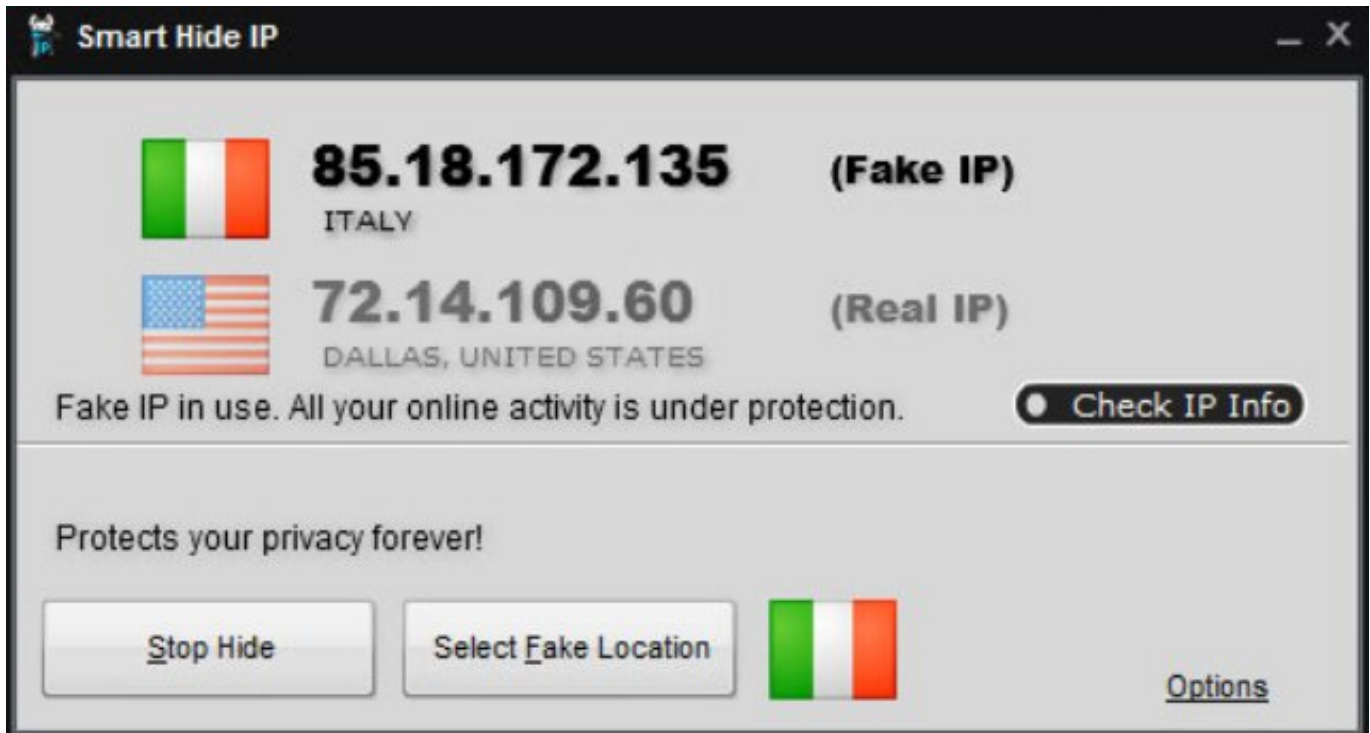 Smart Hide IP
85.18.172.135 (Fake IP)
ITALY
72.14.109.60 (Real IP)
DALLAS, UNITED STATES
Fake IP in use. All your online activity is under protection. Check IP Info
Protects your privacy forever!
Stop Hide Select Fake Location
Options